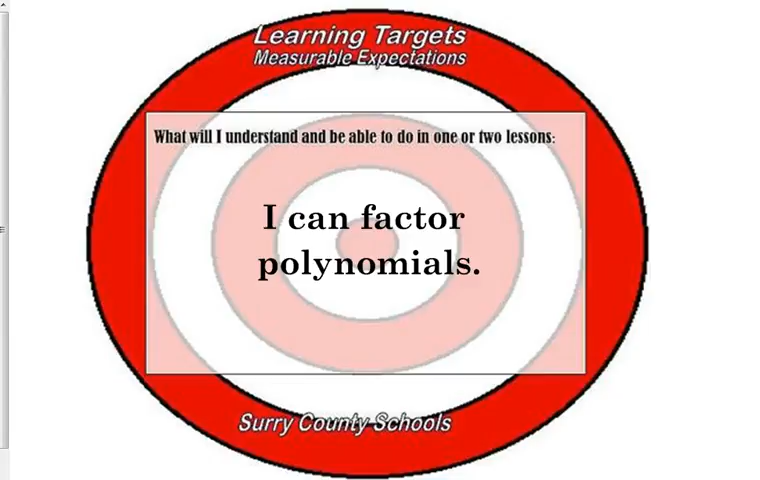 Learning Targets
Measurable Expectations
What will I understand and be able to do in one or two lessons:
I can factor
polynomials.
Surry County Schools